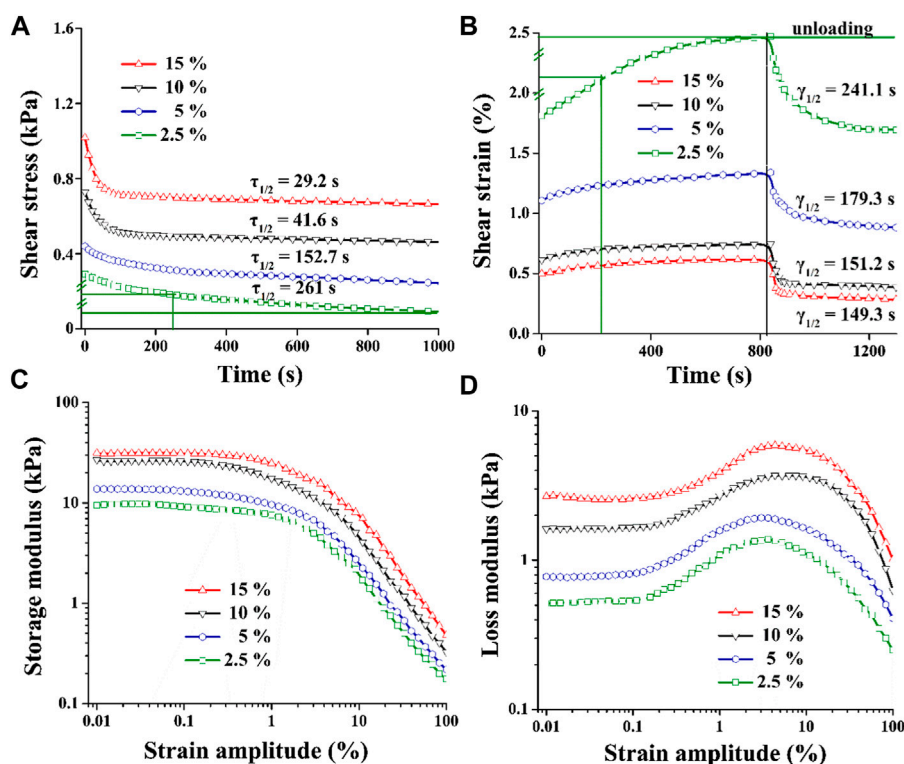 A
1.6
1.2
0.8
0.4
0
Shear stress (kPa)
15 %
10 %
5 %
2.5 %
τ1/2 = 29.2 s
τ1/2 = 41.6 s
τ1/2 = 152.7 s
τ1/2 = 261 s
0 200 400 600 800 1000
Time (s)
B
2.5
2.0
1.5
1.0
0.5
0.0
Shear strain (%)
unloading
15 %
10 %
5 %
2.5 %
γ1/2 = 241.1 s
γ1/2 = 179.3 s
γ1/2 = 151.2 s
γ1/2 = 149.3 s
0 400 800 1200
Time (s)
C
100
10
1
0.1
Storage modulus (kPa)
15 %
10 %
5 %
2.5 %
0.01 0.1 1 10 100
Strain amplitude (%)
D
10
1
0.1
Loss modulus (kPa)
15 %
10 %
5 %
2.5 %
0.01 0.1 1 10 100
Strain amplitude (%)